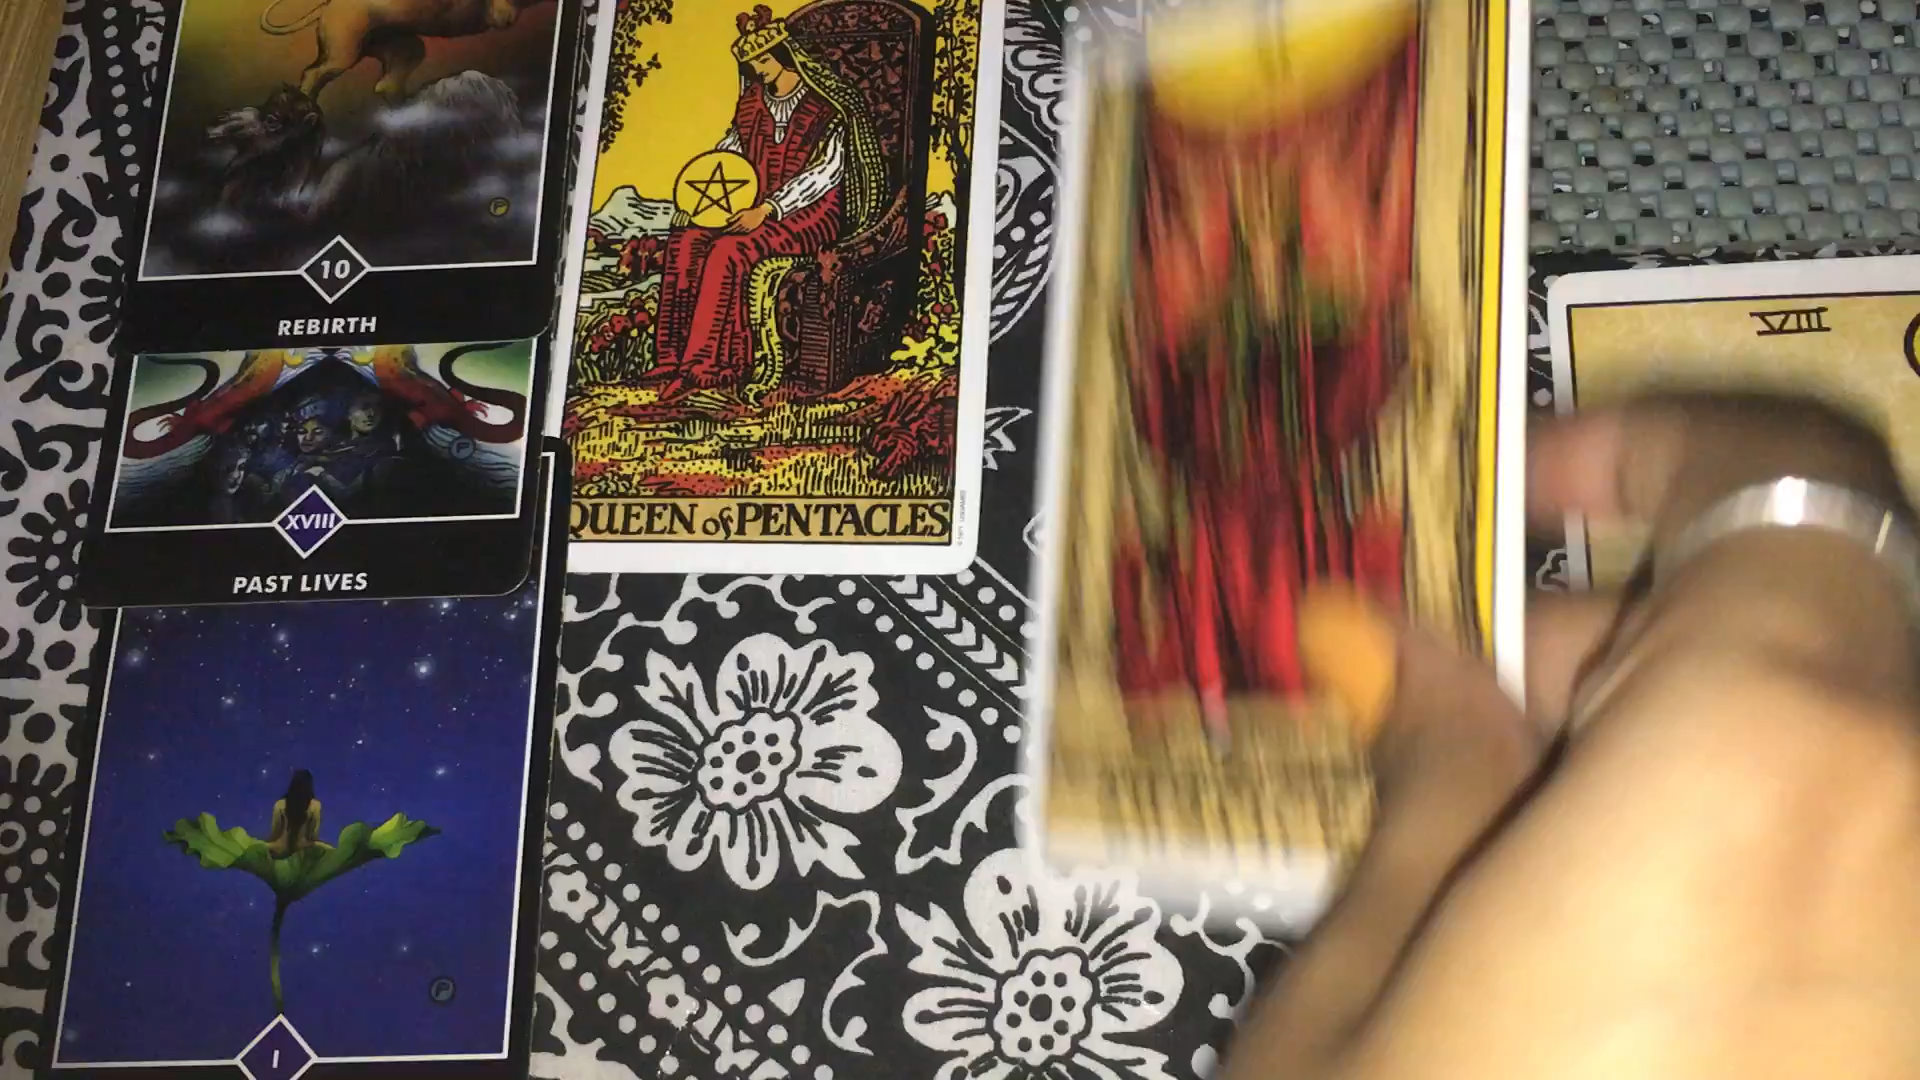 10
REBIRTH
XVIII
PAST LIVES
I
QUEEN of PENTACLES
VIII